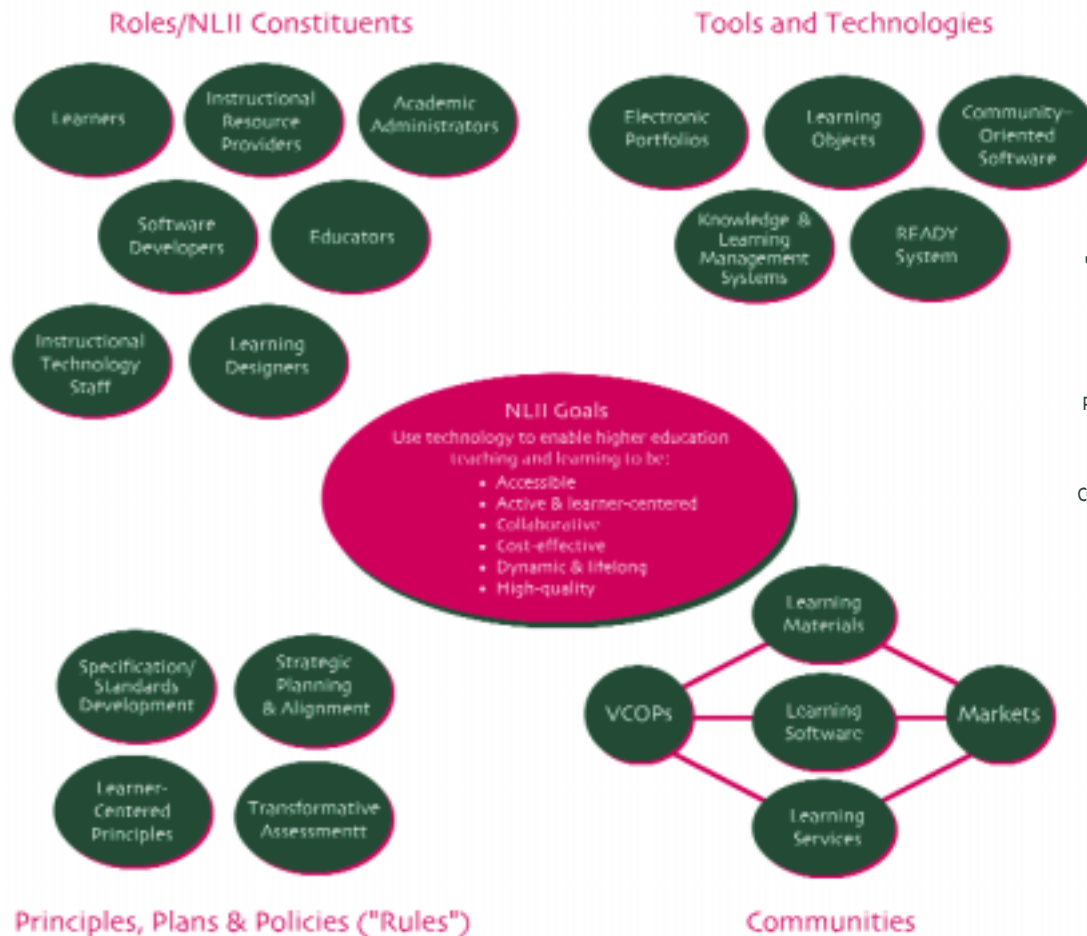 Roles/NLII Constituents
Learners
Instructional
Resource
Providers
Academic
Administrators
Software
Developers
Educators
Instructional
Technology
Staff
Learning
Designers
Tools and Technologies
Electronic
Portfolios
Learning
Objects
Community-
Oriented
Software
Knowledge &
Learning
Management
Systems
READY
System
NLII Goals
Use technology to enable higher education
teaching and learning to be:
• Accessible
• Active & learner-centered
• Collaborative
• Cost-effective
• Dynamic & lifelong
• High-quality
Specification/
Standards
Development
Strategic
Planning
& Alignment
Learner-
Centered
Principles
Transformative
Assessmentt
Principles, Plans & Policies ("Rules")
Learning
Materials
VCOPs
Learning
Software
Markets
Learning
Services
Communities